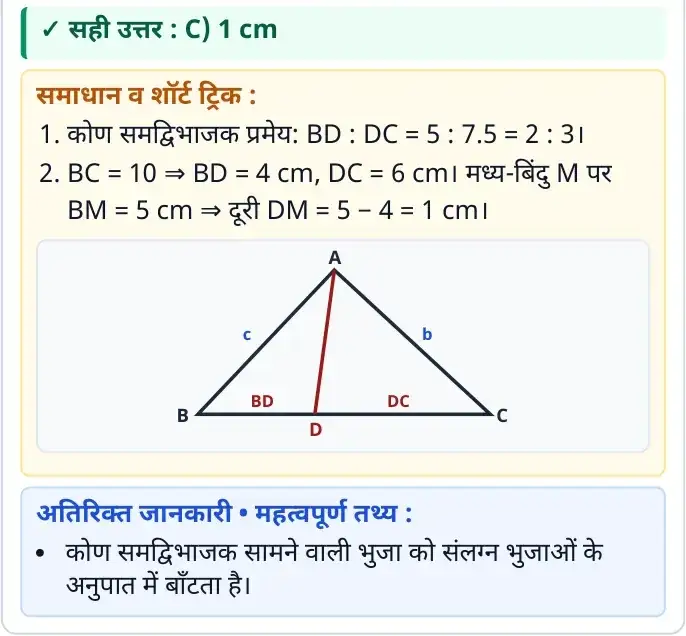 ✓ सही उत्तर : C) 1 cm
समाधान व शॉर्ट ट्रिक :
1. कोण समद्विभाजक प्रमेय: BD : DC = 5 : 7.5 = 2 : 3।
2. BC = 10 ⇒ BD = 4 cm, DC = 6 cm। मध्य-बिंदु M पर
BM = 5 cm ⇒ दूरी DM = 5 − 4 = 1 cm।
A
c
b
BD
DC
B
C
D
अतिरिक्त जानकारी • महत्वपूर्ण तथ्य :
• कोण समद्विभाजक सामने वाली भुजा को संलग्न भुजाओं के
अनुपात में बाँटता है।